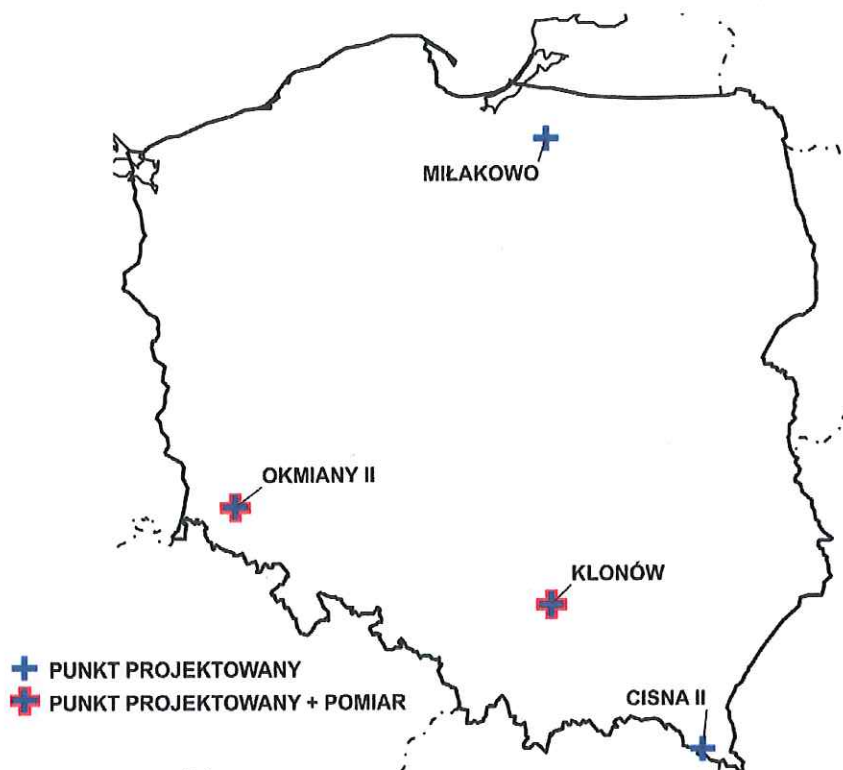 MIŁAKOWO
OKMIANY II
KLONÓW
PUNKT PROJEKTOWANY
PUNKT PROJEKTOWANY + POMIAR
CISNA II